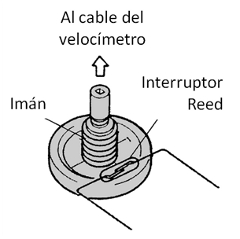 Al cable del
velocímetro
Imán
Interruptor
Reed